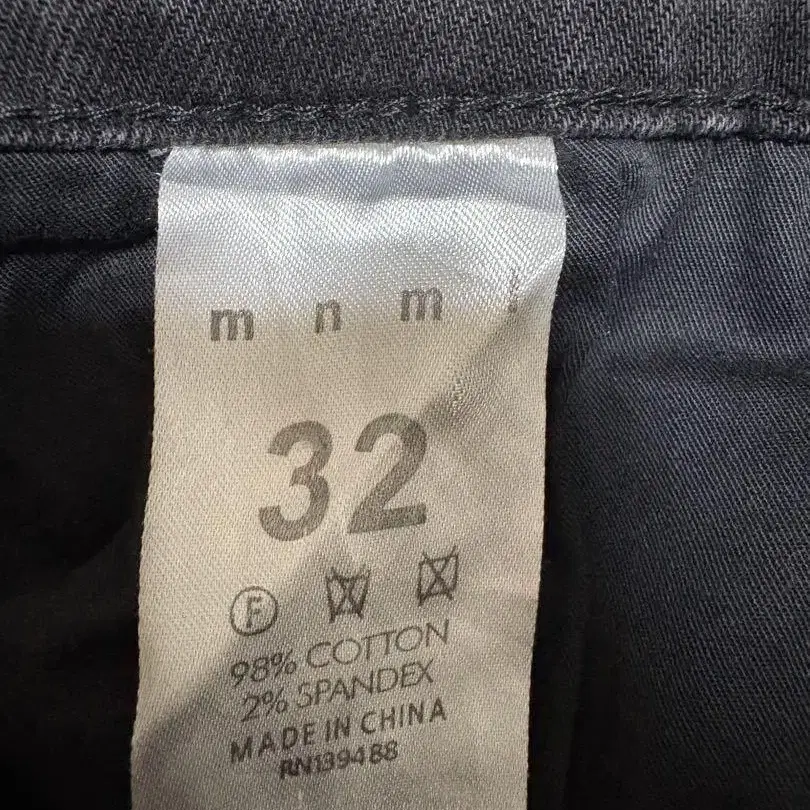 m n m l
32
F
98% COTTON
2% SPANDEX
MADE IN CHINA
RN139488